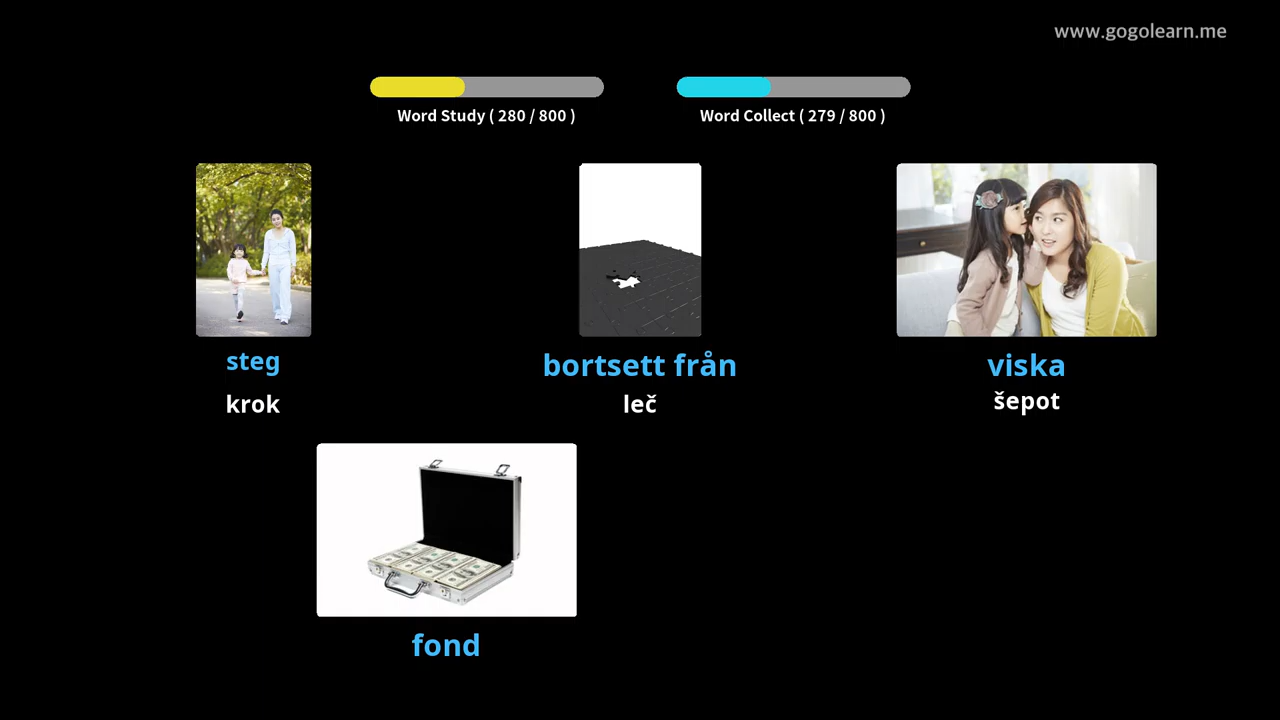 www.gogolearn.me
Word Study ( 280 / 800 )
Word Collect ( 279 / 800 )
steg
krok
bortsett från
leč
viska
šepot
fond